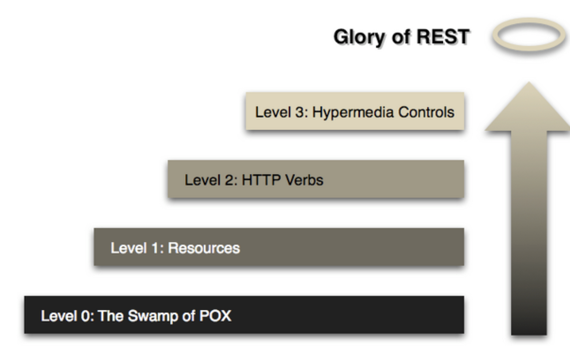 Glory of REST
Level 3: Hypermedia Controls
Level 2: HTTP Verbs
Level 1: Resources
Level 0: The Swamp of POX